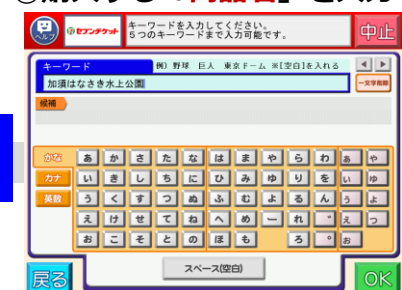 ヘルプ
セブンチケット
キーワードを入力してください。
5つのキーワードまで入力可能です。
中止
キーワード
例) 野球 巨人 東京ドーム ※[空白]を入れる
加須はなさき水上公園
一文字削除
候補
かな あ か さ た な は ま や ら わ ぁ ゃ
カナ い き し ち に ひ み ゆ り を ぃ ゅ
英数 う く す つ ぬ ふ む よ る ん ぅ ょ
え け せ て ね へ め ー れ ゛ ぇ っ
お こ そ と の ほ も ろ ゜ ぉ
戻る
スペース(空白)
OK